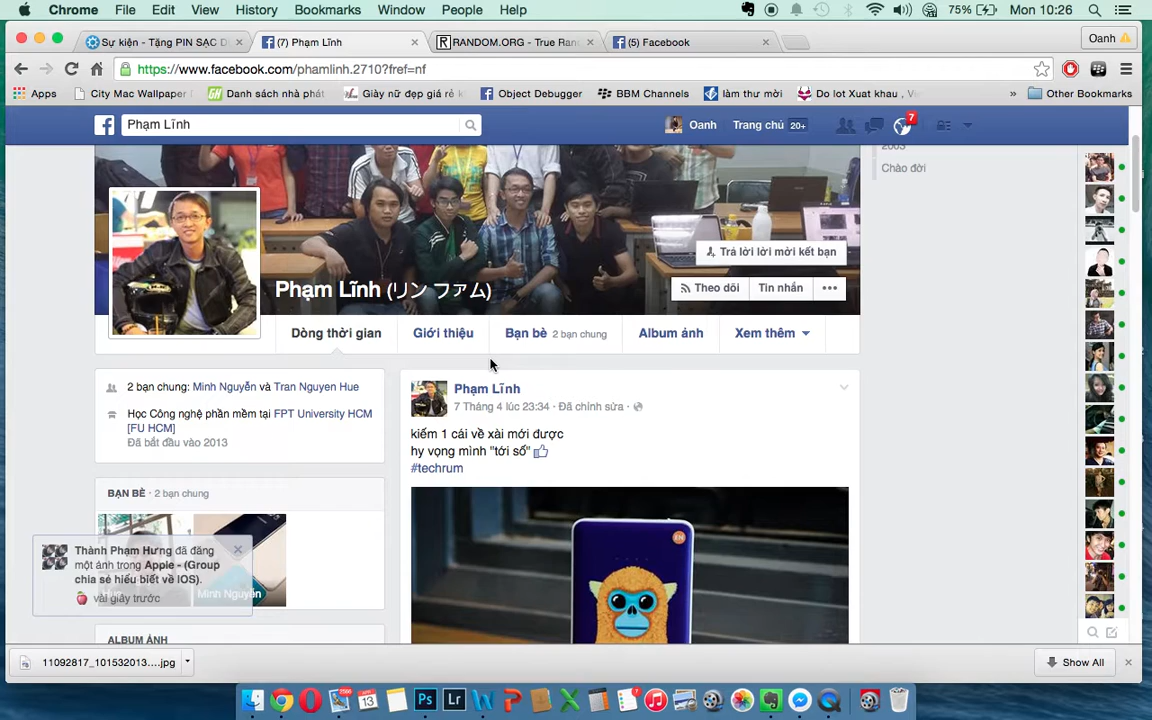 Chrome File Edit View History Bookmarks Window People Help 75% Mon 10:26
Sự kiện - Tặng PIN SẠC D
(7) Phạm Lĩnh
RANDOM.ORG - True Ran
(5) Facebook
Oanh
https://www.facebook.com/phamlinh.2710?fref=nf
Apps City Mac Wallpaper Danh sách nhà phát Giày nữ đẹp giá rẻ Object Debugger BBM Channels làm thư mời Do lot Xuat khau , V » Other Bookmarks
Phạm Lĩnh
Oanh Trang chủ 20+ 7
2003
Chào đời
Trả lời lời mời kết bạn
Phạm Lĩnh (リン ファム)
Theo dõi Tin nhắn •••
Dòng thời gian Giới thiệu Bạn bè 2 bạn chung Album ảnh Xem thêm
2 bạn chung: Minh Nguyễn và Tran Nguyen Hue
Học Công nghệ phần mềm tại FPT University HCM
[FU HCM]
Đã bắt đầu vào 2013
Phạm Lĩnh
7 Tháng 4 lúc 23:34 · Đã chỉnh sửa ·
kiếm 1 cái về xài mới được
hy vọng mình "tới số"
#techrum
EN
BẠN BÈ · 2 bạn chung
Minh Nguyễn
Thành Phạm Hưng đã đăng
một ảnh trong Apple - (Group
chia sẻ hiểu biết về IOS).
vài giây trước
ALBUM ẢNH
11092817_101532013....jpg
Show All
13
Ps Lr
7